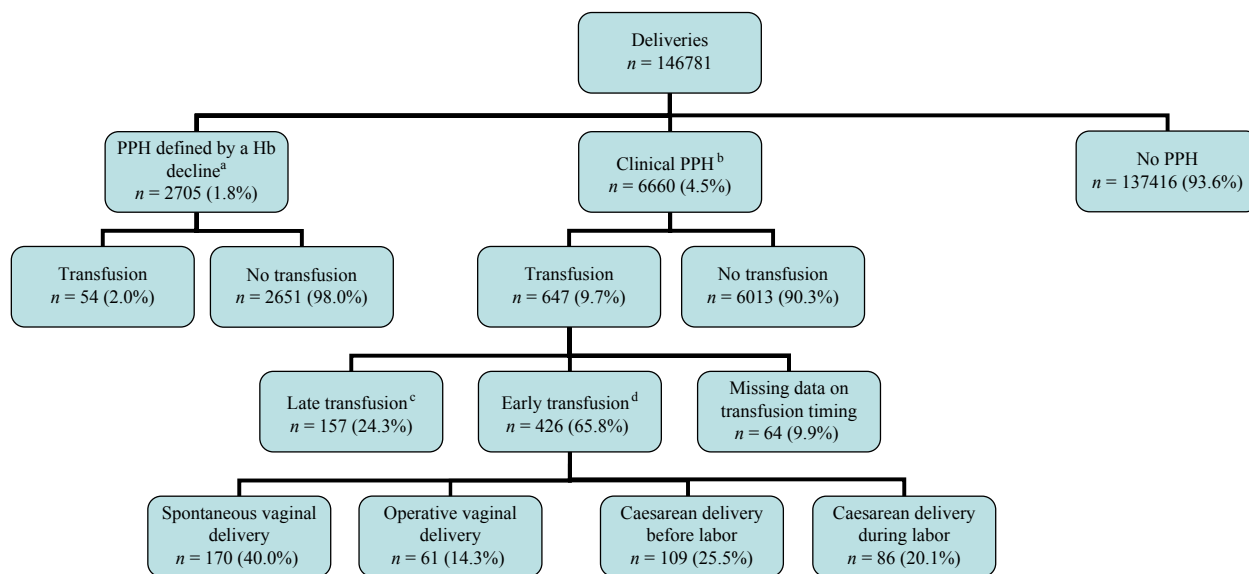 Deliveries
n = 146781
PPH defined by a Hb
decline^a
n = 2705 (1.8%)
Clinical PPH^b
n = 6660 (4.5%)
No PPH
n = 137416 (93.6%)
Transfusion
n = 54 (2.0%)
No transfusion
n = 2651 (98.0%)
Transfusion
n = 647 (9.7%)
No transfusion
n = 6013 (90.3%)
Late transfusion^c
n = 157 (24.3%)
Early transfusion^d
n = 426 (65.8%)
Missing data on
transfusion timing
n = 64 (9.9%)
Spontaneous vaginal
delivery
n = 170 (40.0%)
Operative vaginal
delivery
n = 61 (14.3%)
Caesarean delivery
before labor
n = 109 (25.5%)
Caesarean delivery
during labor
n = 86 (20.1%)